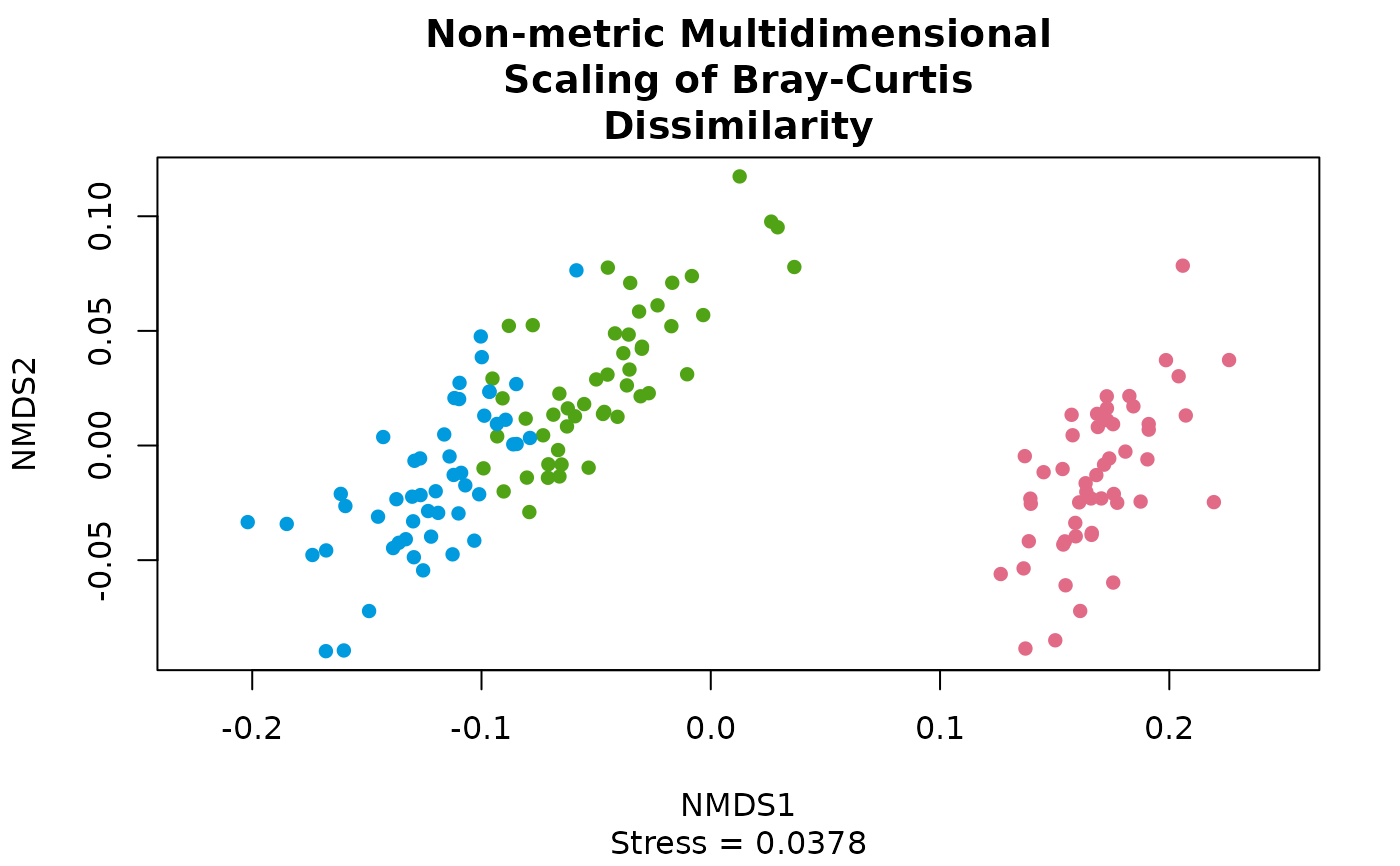 Non-metric Multidimensional
Scaling of Bray-Curtis
Dissimilarity
NMDS2
0.10
0.05
0.00
-0.05
-0.2 -0.1 0.0 0.1 0.2
NMDS1
Stress = 0.0378